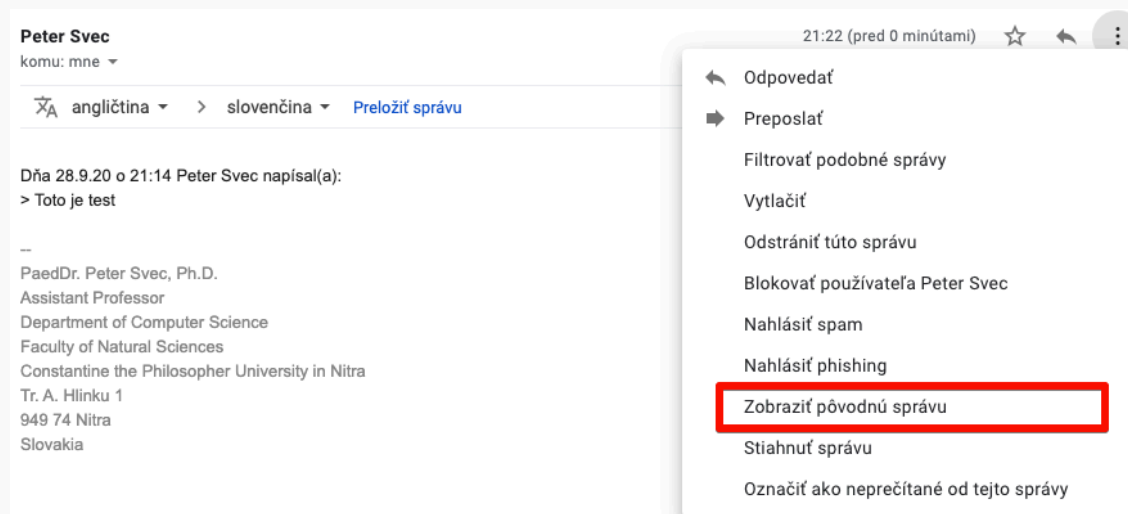 Peter Svec
21:22 (pred 0 minútami)
komu: mne
angličtina
slovenčina
Preložiť správu
Dňa 28.9.20 o 21:14 Peter Svec napísal(a):
> Toto je test
--
PaedDr. Peter Svec, Ph.D.
Assistant Professor
Department of Computer Science
Faculty of Natural Sciences
Constantine the Philosopher University in Nitra
Tr. A. Hlinku 1
949 74 Nitra
Slovakia
Odpovedať
Preposlať
Filtrovať podobné správy
Vytlačiť
Odstrániť túto správu
Blokovať používateľa Peter Svec
Nahlásiť spam
Nahlásiť phishing
Zobraziť pôvodnú správu
Stiahnuť správu
Označiť ako neprečítané od tejto správy